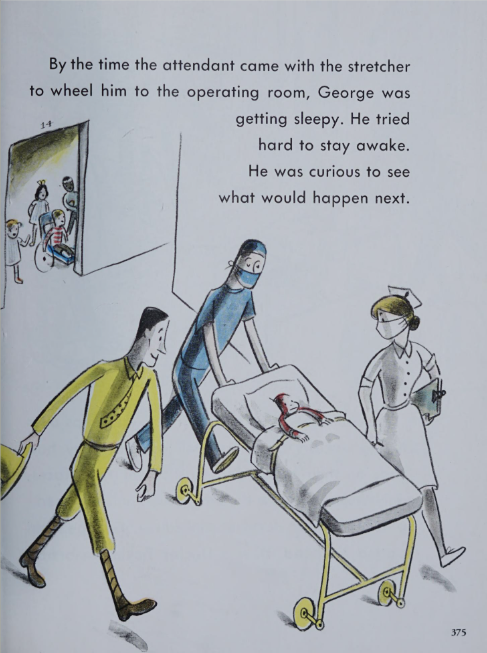 By the time the attendant came with the stretcher
to wheel him to the operating room, George was
getting sleepy. He tried
hard to stay awake.
He was curious to see
what would happen next.
14
375